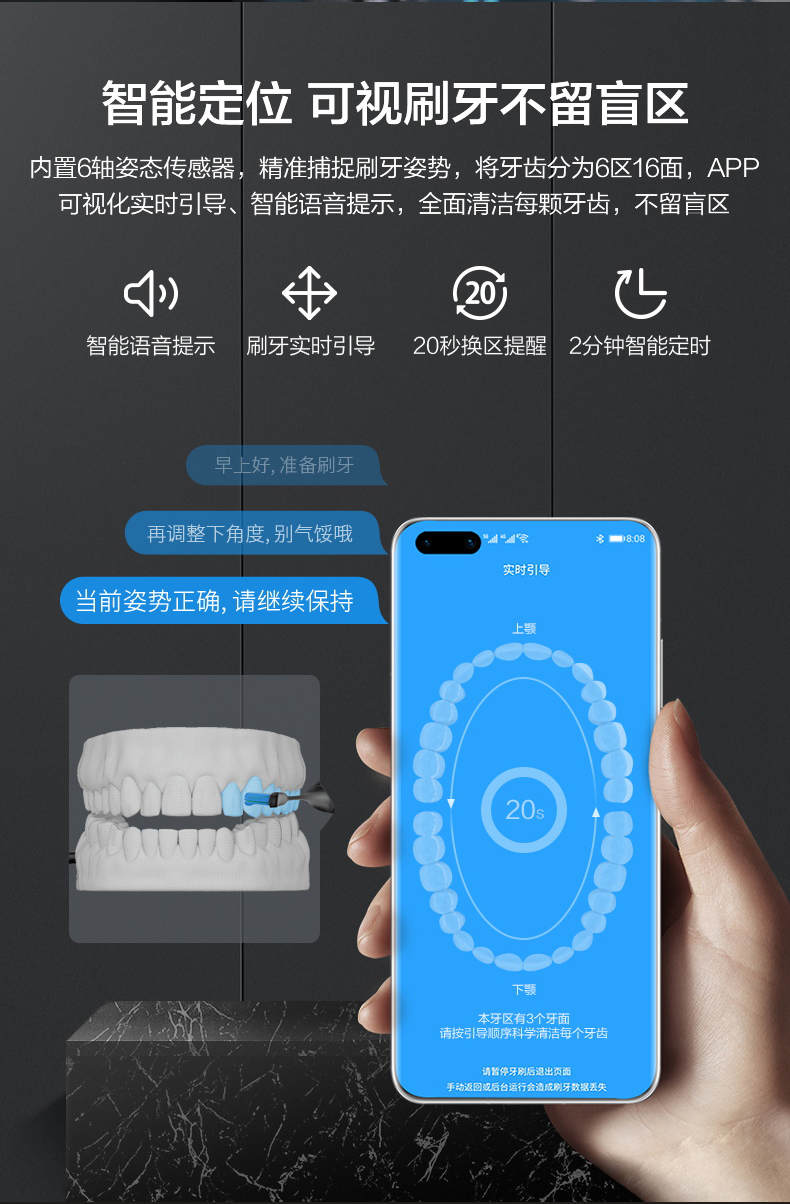 智能定位 可视刷牙不留盲区
内置6轴姿态传感器，精准捕捉刷牙姿势，将牙齿分为6区16面，APP
可视化实时引导、智能语音提示，全面清洁每颗牙齿，不留盲区
20
智能语音提示 刷牙实时引导 20秒换区提醒 2分钟智能定时
早上好, 准备刷牙
再调整下角度, 别气馁哦
当前姿势正确, 请继续保持
8:08
实时引导
上颚
20s
下颚
本牙区有3个牙面
请按引导顺序科学清洁每个牙齿
请暂停牙刷后退出页面
手动返回或后台运行会造成刷牙数据丢失